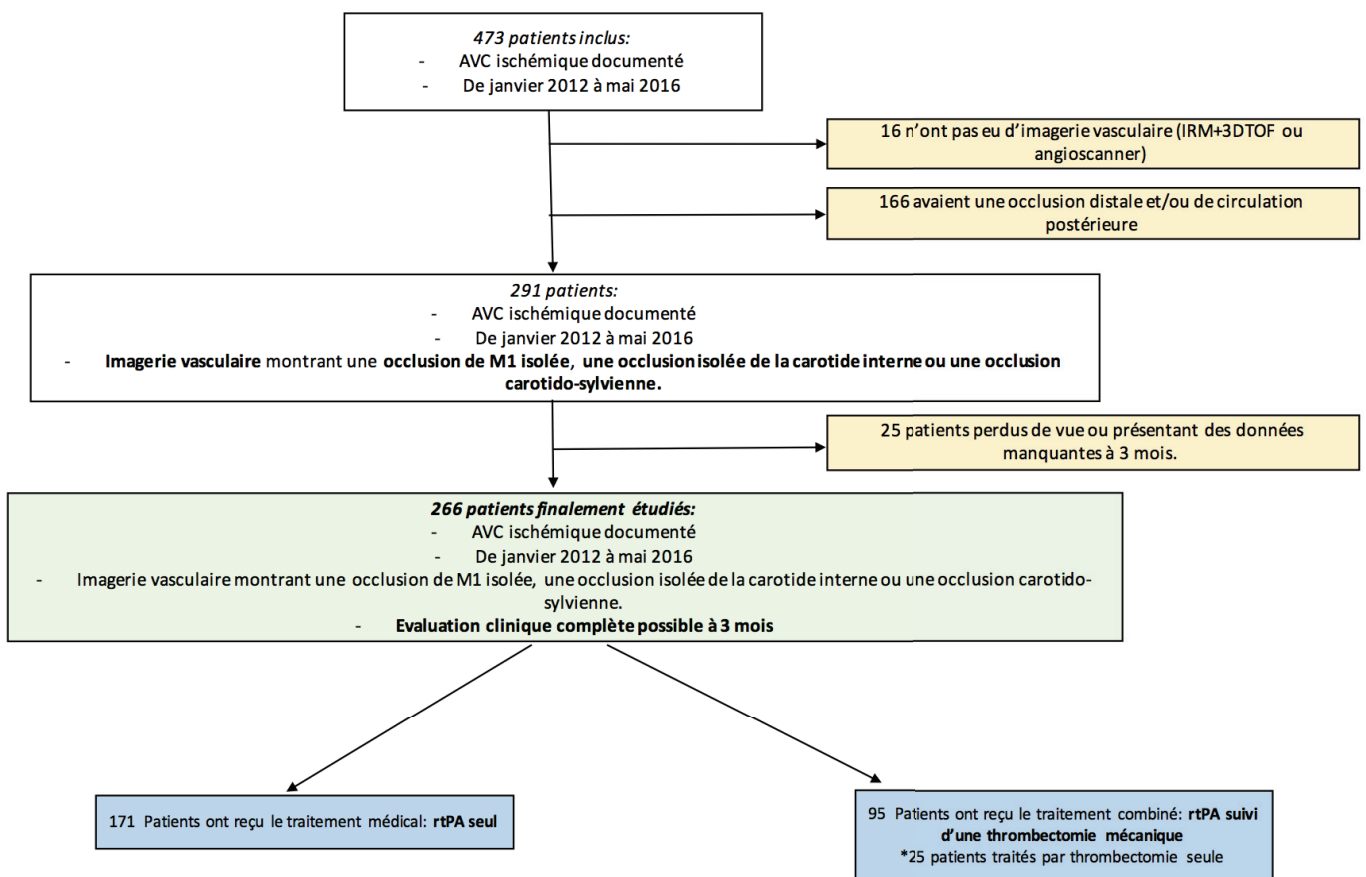 473 patients inclus:
- AVC ischémique documenté
- De janvier 2012 à mai 2016
16 n'ont pas eu d'imagerie vasculaire (IRM+3DTOF ou
angioscanner)
166 avaient une occlusion distale et/ou de circulation
postérieure
291 patients:
- AVC ischémique documenté
- De janvier 2012 à mai 2016
- Imagerie vasculaire montrant une occlusion de M1 isolée, une occlusion isolée de la carotide interne ou une occlusion
carotido-sylvienne.
25 patients perdus de vue ou présentant des données
manquantes à 3 mois.
266 patients finalement étudiés:
- AVC ischémique documenté
- De janvier 2012 à mai 2016
- Imagerie vasculaire montrant une occlusion de M1 isolée, une occlusion isolée de la carotide interne ou une occlusion carotido-
sylvienne.
- Evaluation clinique complète possible à 3 mois
171 Patients ont reçu le traitement médical: rtPA seul
95 Patients ont reçu le traitement combiné: rtPA suivi
d'une thrombectomie mécanique
*25 patients traités par thrombectomie seule